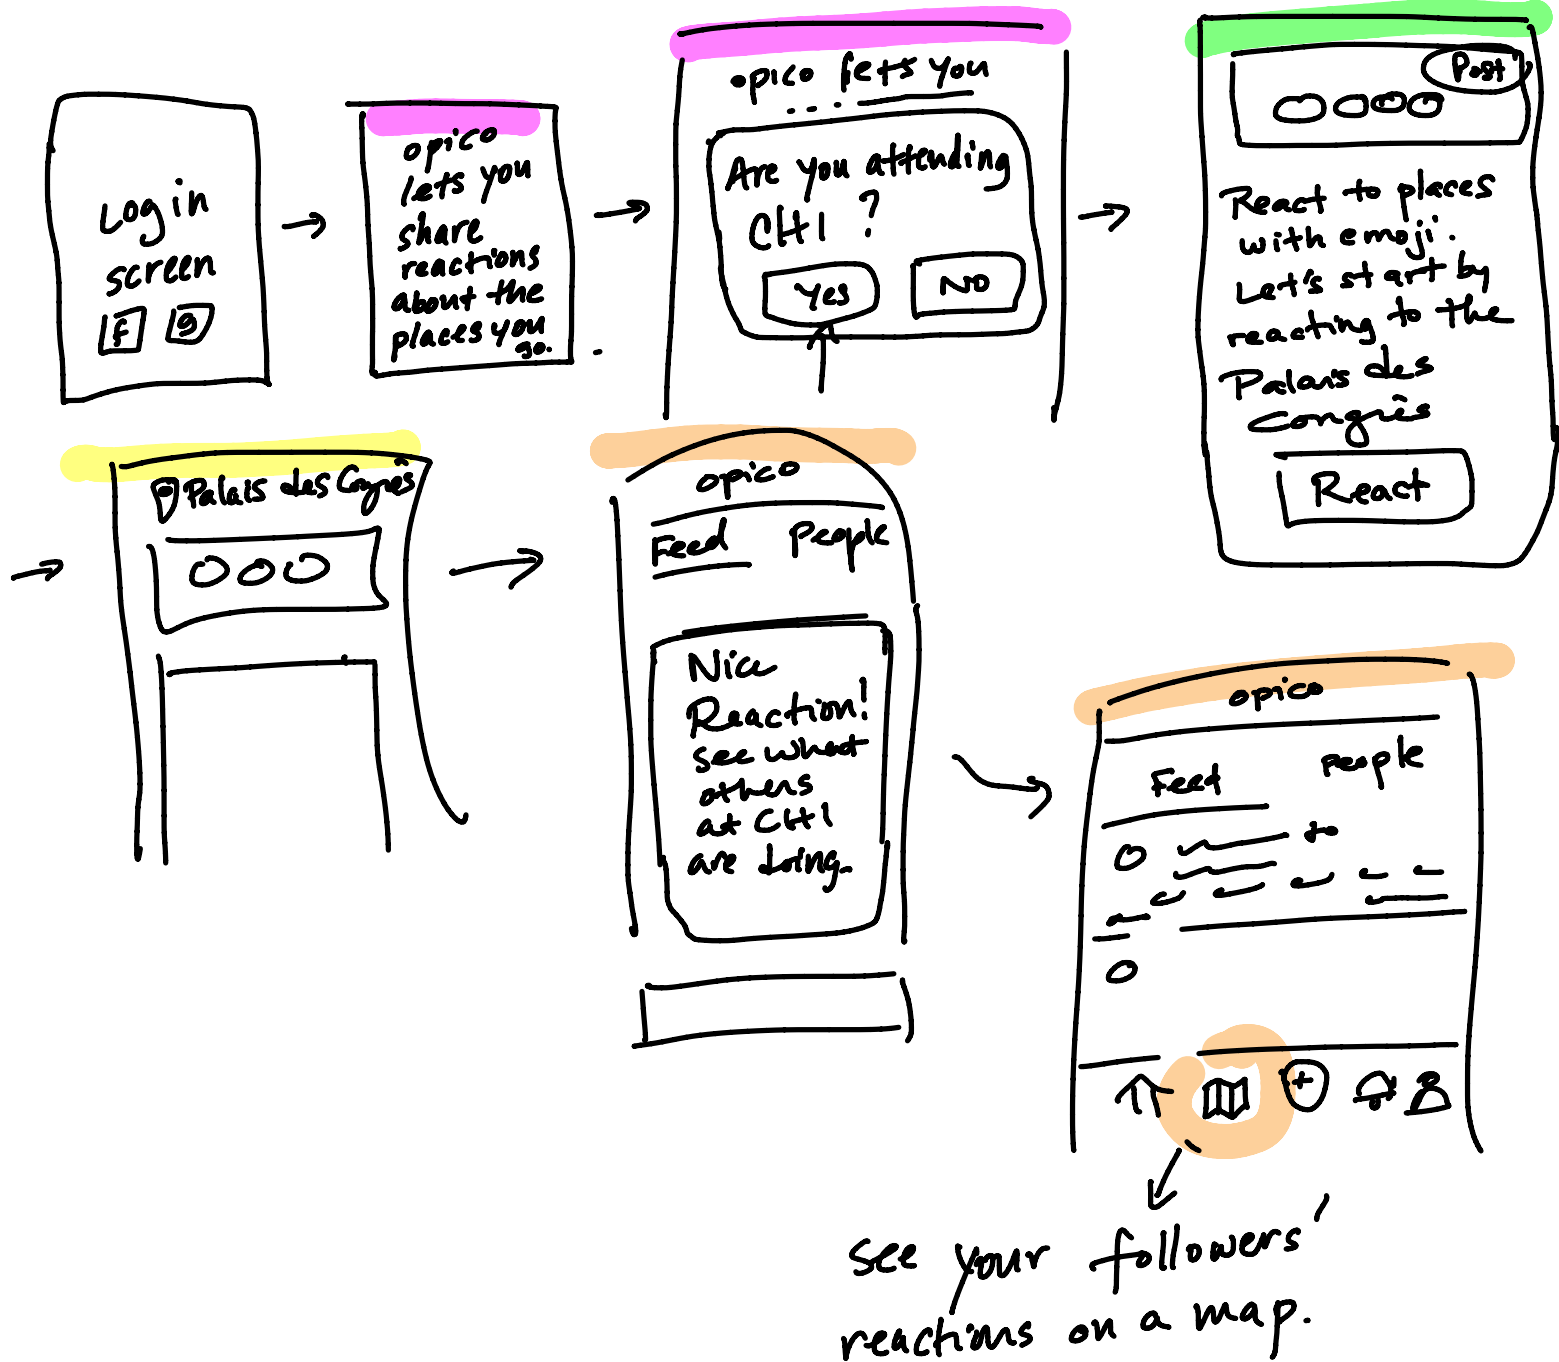 Login
screen
f g
opico
lets you
share
reactions
about the
places you
go.
opico lets you
...
Are you attending
CHI ?
Yes NO
Post
React to places
with emoji.
Let's start by
reacting to the
Palais des
Congrès
React
Palais des Congrès
opico
Feed People
Nice
Reaction!
see what
others
at CHI
are doing.
opico
Feed People
to
+
see your followers'
reactions on a map.